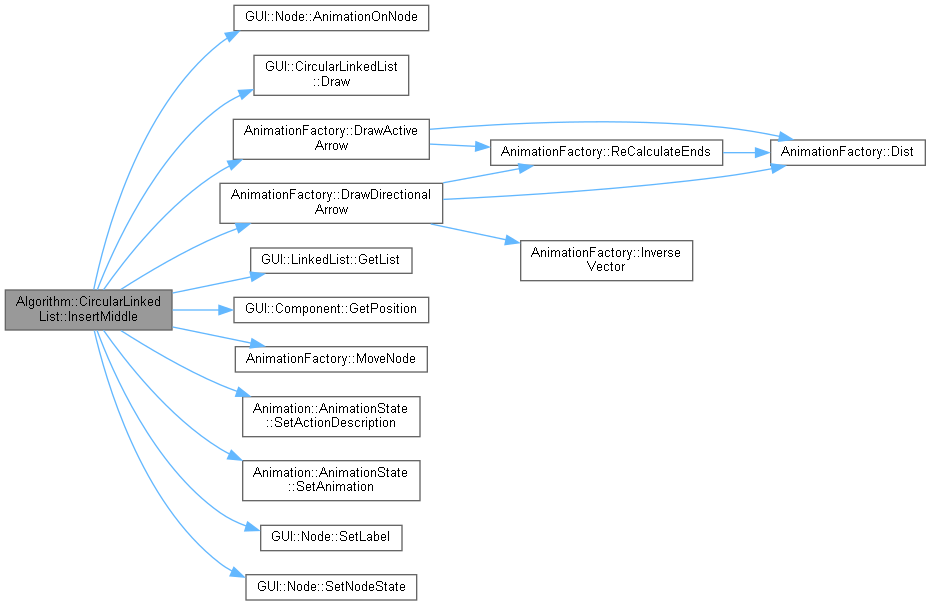 GUI::Node::AnimationOnNode
GUI::CircularLinkedList
::Draw
AnimationFactory::DrawActive
Arrow
AnimationFactory::ReCalculateEnds
AnimationFactory::Dist
AnimationFactory::DrawDirectional
Arrow
AnimationFactory::Inverse
Vector
GUI::LinkedList::GetList
Algorithm::CircularLinked
List::InsertMiddle
GUI::Component::GetPosition
AnimationFactory::MoveNode
Animation::AnimationState
::SetActionDescription
Animation::AnimationState
::SetAnimation
GUI::Node::SetLabel
GUI::Node::SetNodeState